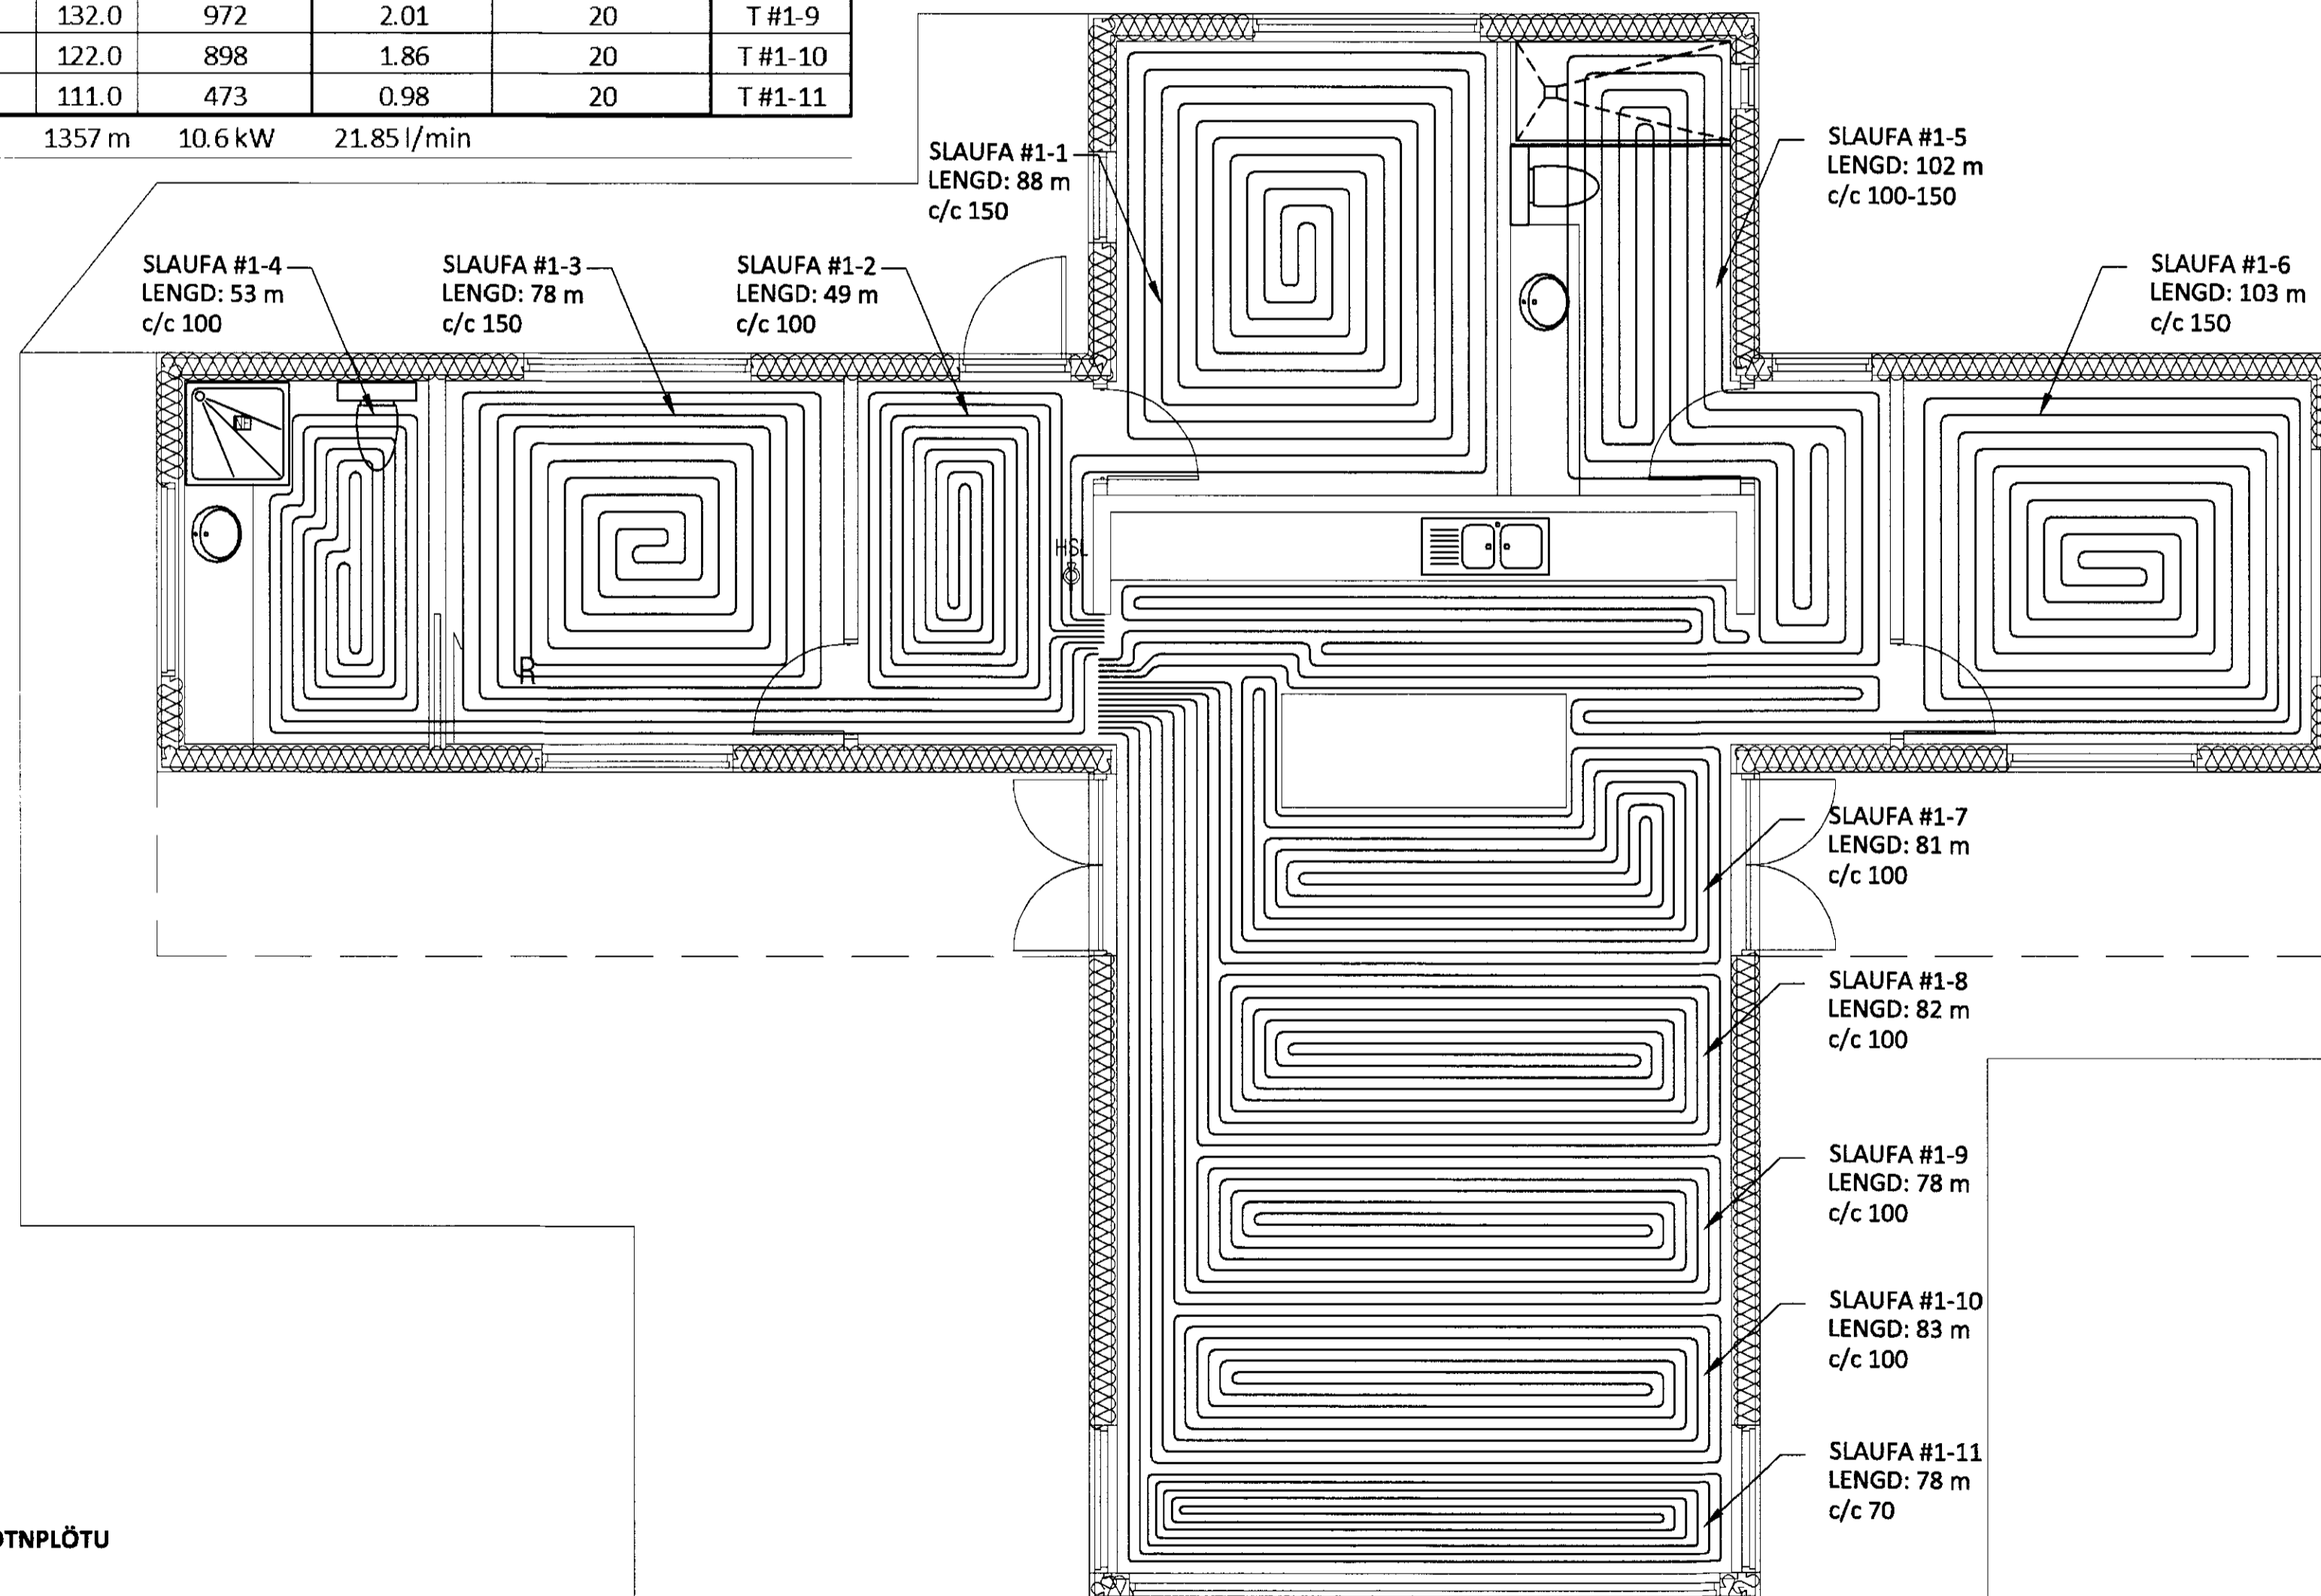 132.0 972 2.01 20 T #1-9
122.0 898 1.86 20 T #1-10
111.0 473 0.98 20 T #1-11
1357 m 10.6 kW 21.85 l/min
SLAUFA #1-1
LENGD: 88 m
c/c 150
SLAUFA #1-5
LENGD: 102 m
c/c 100-150
SLAUFA #1-4
LENGD: 53 m
c/c 100
SLAUFA #1-3
LENGD: 78 m
c/c 150
SLAUFA #1-2
LENGD: 49 m
c/c 100
SLAUFA #1-6
LENGD: 103 m
c/c 150
NF
HSL
R
SLAUFA #1-7
LENGD: 81 m
c/c 100
SLAUFA #1-8
LENGD: 82 m
c/c 100
SLAUFA #1-9
LENGD: 78 m
c/c 100
SLAUFA #1-10
LENGD: 83 m
c/c 100
SLAUFA #1-11
LENGD: 78 m
c/c 70
OTNPLÖTU